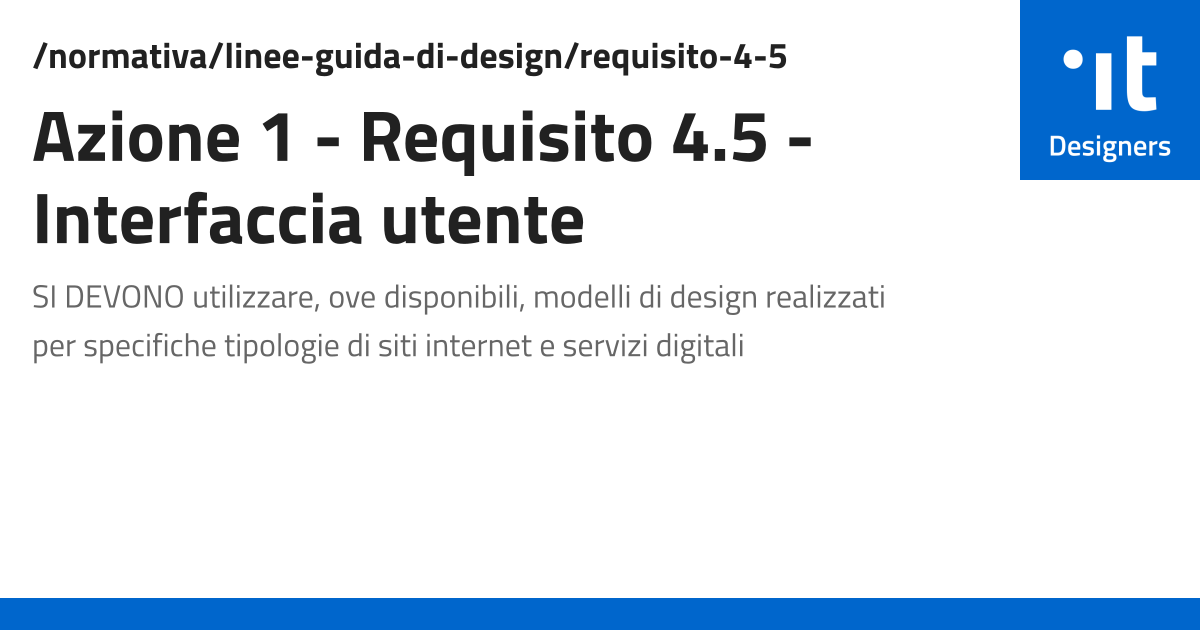 /normativa/linee-guida-di-design/requisito-4-5
Azione 1 - Requisito 4.5 -
Interfaccia utente
SI DEVONO utilizzare, ove disponibili, modelli di design realizzati
per specifiche tipologie di siti internet e servizi digitali
.it
Designers